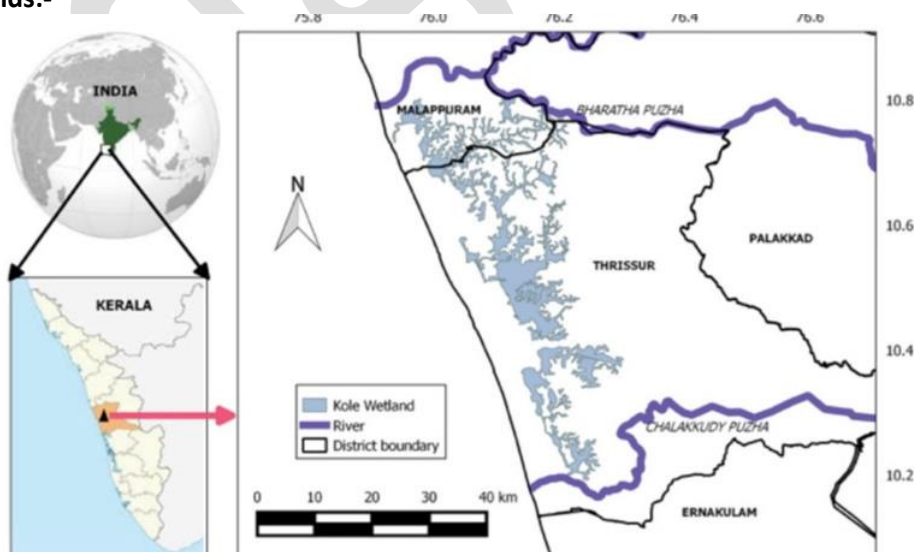 nds:-
75.8 76.0 76.2 76.4 76.6
INDIA
MALAPPURAM
BHARATHA PUZHA
10.8
N
10.6
PALAKKAD
THRISSUR
KERALA
10.4
Kole Wetland
River
District boundary
CHALAKKUDY PUZHA
10.2
0 10 20 30 40 km
ERNAKULAM